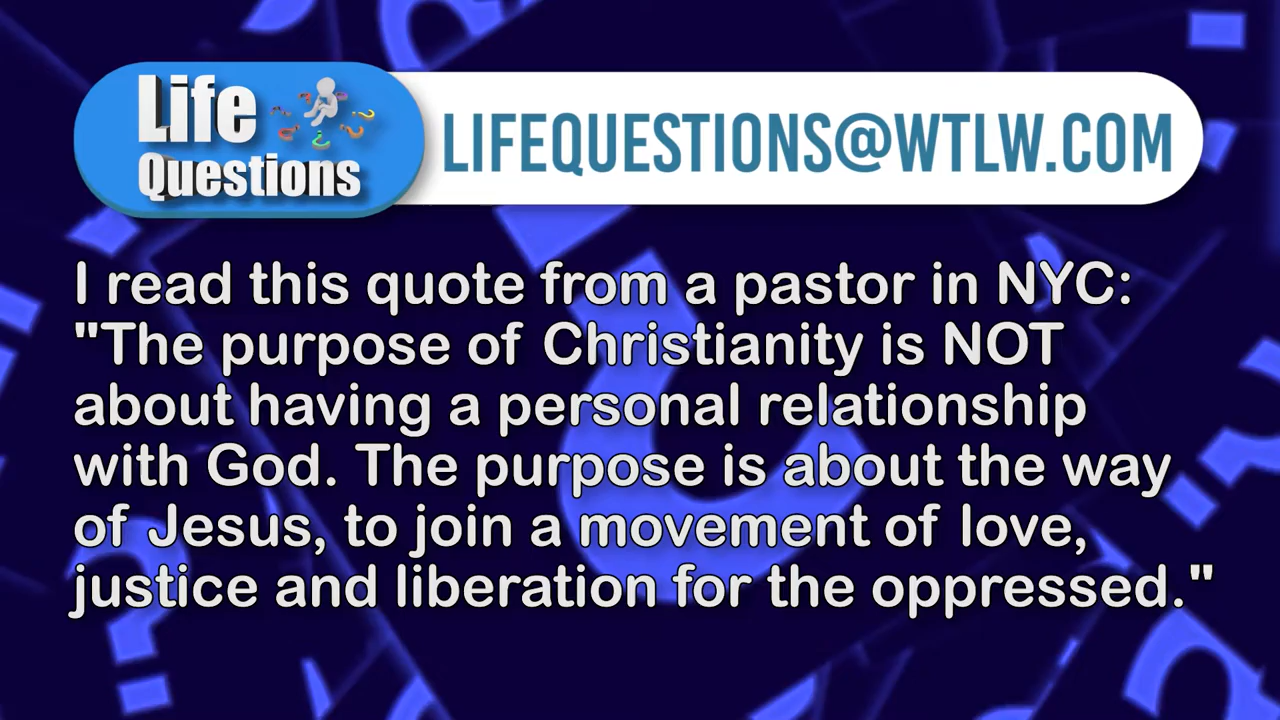 Life
Questions
LIFEQUESTIONS@WTLW.COM
I read this quote from a pastor in NYC:
"The purpose of Christianity is NOT
about having a personal relationship
with God. The purpose is about the way
of Jesus, to join a movement of love,
justice and liberation for the oppressed."